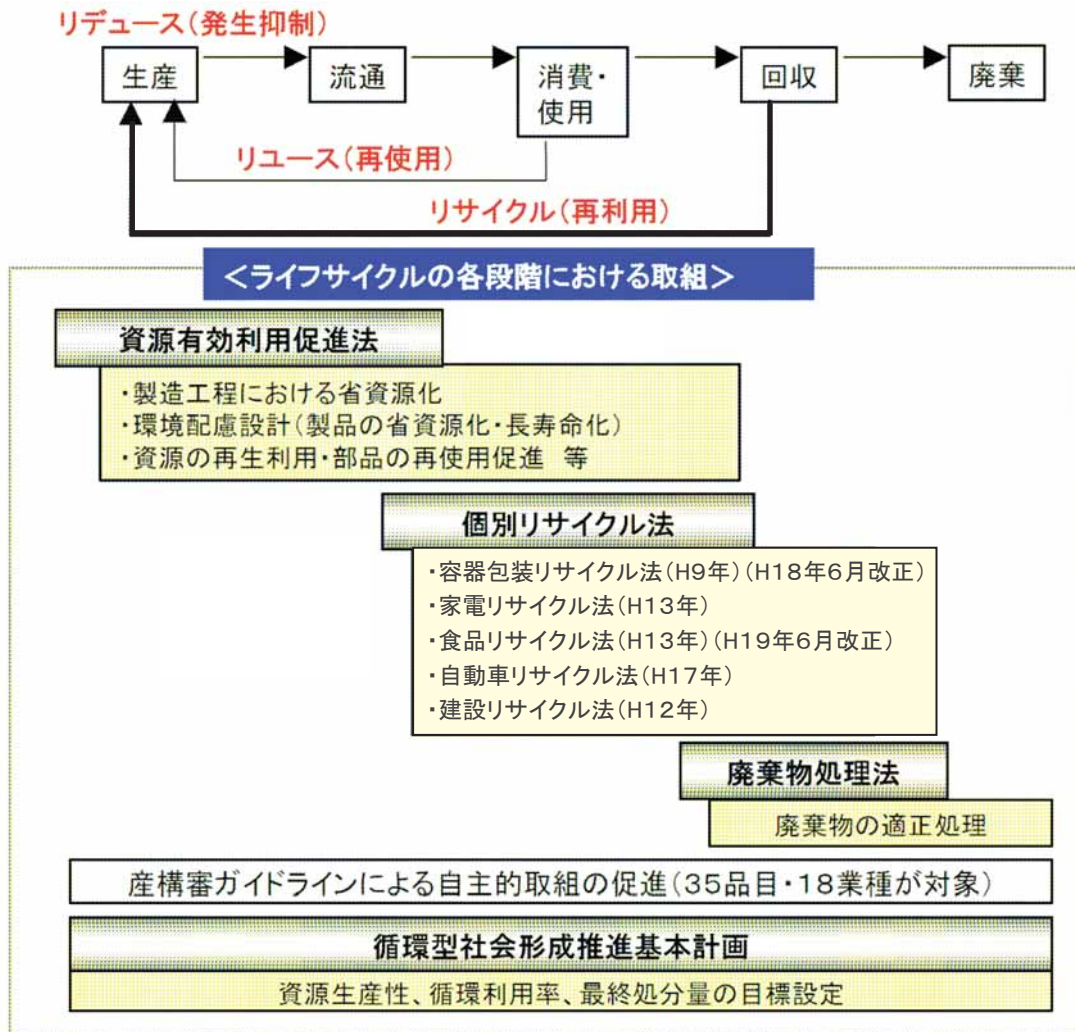 リデュース(発生抑制)
生産
流通
消費・
使用
回収
廃棄
リユース(再使用)
リサイクル(再利用)
<ライフサイクルの各段階における取組>
資源有効利用促進法
・製造工程における省資源化
・環境配慮設計(製品の省資源化・長寿命化)
・資源の再生利用・部品の再使用促進 等
個別リサイクル法
・容器包装リサイクル法(H9年)(H18年6月改正)
・家電リサイクル法(H13年)
・食品リサイクル法(H13年)(H19年6月改正)
・自動車リサイクル法(H17年)
・建設リサイクル法(H12年)
廃棄物処理法
廃棄物の適正処理
産構審ガイドラインによる自主的取組の促進(35品目・18業種が対象)
循環型社会形成推進基本計画
資源生産性、循環利用率、最終処分量の目標設定